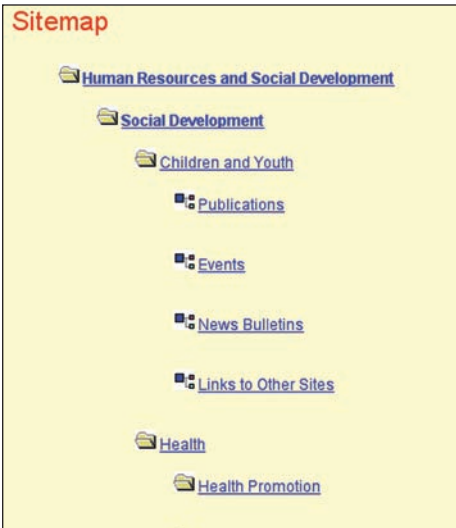 Sitemap
Human Resources and Social Development
Social Development
Children and Youth
Publications
Events
News Bulletins
Links to Other Sites
Health
Health Promotion